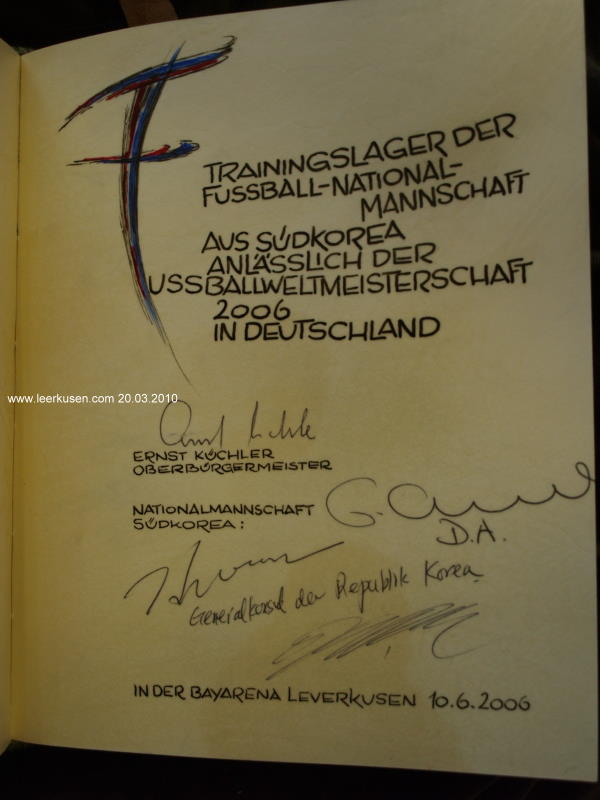 TRAININGSLAGER DER
FUSSBALL-NATIONAL-
MANNSCHAFT
AUS SÜDKOREA
ANLÄSSLICH DER
FUSSBALLWELTMEISTERSCHAFT
2006
IN DEUTSCHLAND
www.leerkusen.com 20.03.2010
ERNST KÜCHLER
OBERBÜRGERMEISTER
NATIONALMANNSCHAFT
SÜDKOREA:
D.A.
Generalkonsul der Republik Korea
IN DER BAYARENA LEVERKUSEN 10.6.2006